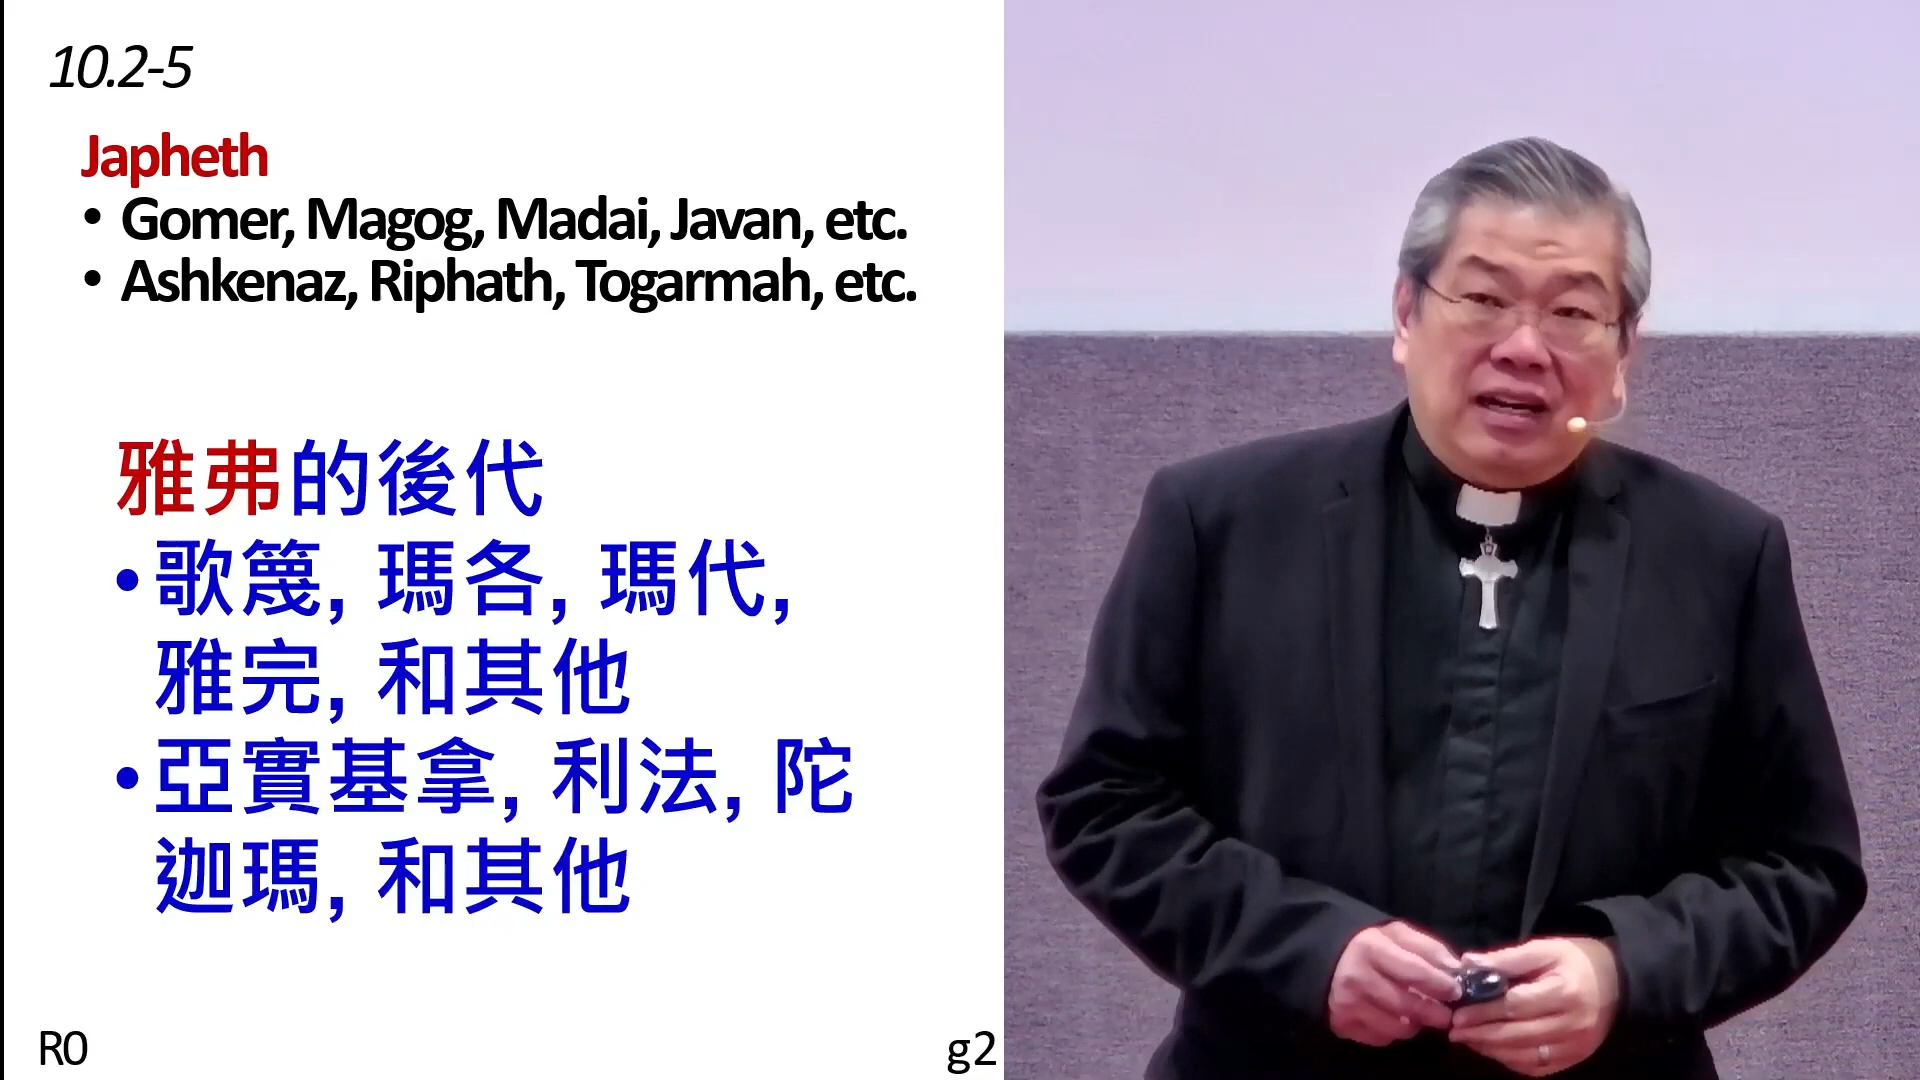 10.2-5
Japheth
• Gomer, Magog, Madai, Javan, etc.
• Ashkenaz, Riphath, Togarmah, etc.
雅弗的後代
•歌篾, 瑪各, 瑪代,
雅完, 和其他
•亞實基拿, 利法, 陀
迦瑪, 和其他
R0
g2